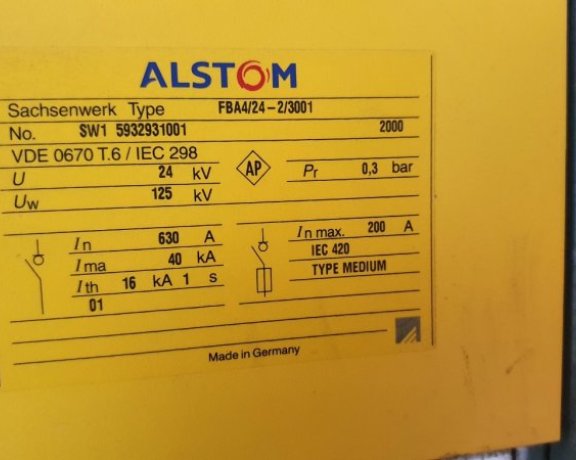 ALSTOM
Sachsenwerk Type FBA4/24-2/3001
No. SW1 5932931001 2000
VDE 0670 T.6 / IEC 298
U 24 kV AP Pr 0,3 bar
Uw 125 kV
In 630 A In max. 200 A
Ima 40 kA IEC 420
Ith 16 kA 1 s TYPE MEDIUM
01
Made in Germany